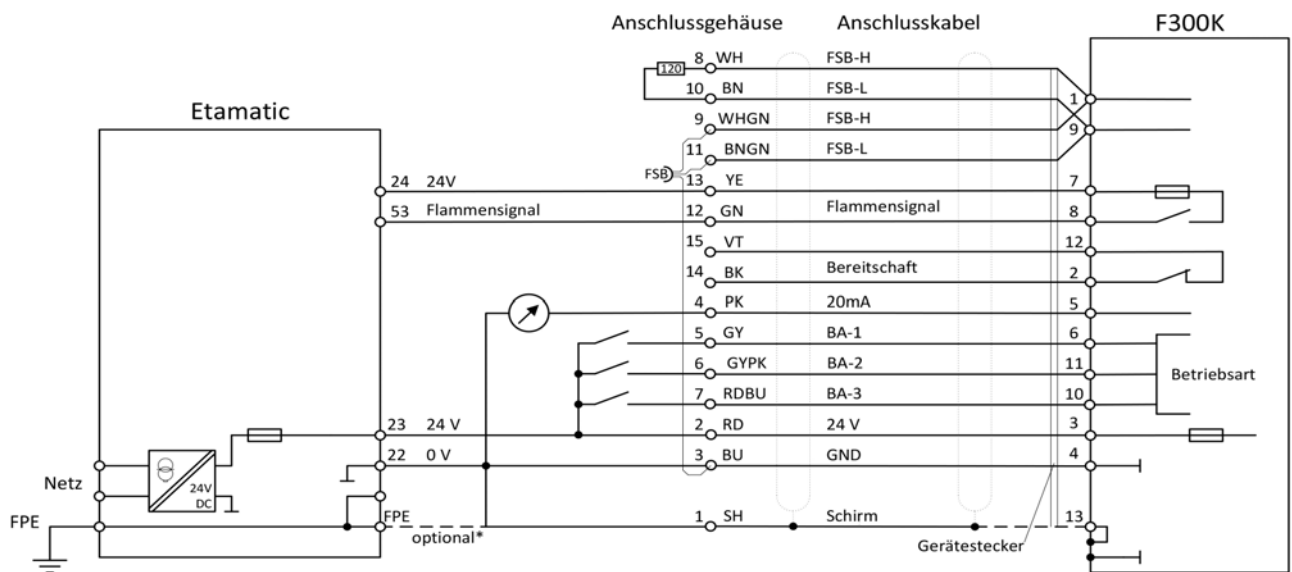 Anschlussgehäuse Anschlusskabel F300K
8 WH FSB-H
120
10 BN FSB-L 1
Etamatic
9 WHGN FSB-H 9
11 BNGN FSB-L
FSB
24 24V 13 YE 7
53 Flammensignal 12 GN Flammensignal 8
15 VT 12
14 BK Bereitschaft 2
4 PK 20mA 5
5 GY BA-1 6
6 GYPK BA-2 11
Betriebsart
7 RDBU BA-3 10
23 24 V 2 RD 24 V 3
22 0 V 3 BU GND 4
Netz
24V
DC
FPE FPE 1 SH Schirm 13
optional*
Gerätestecker